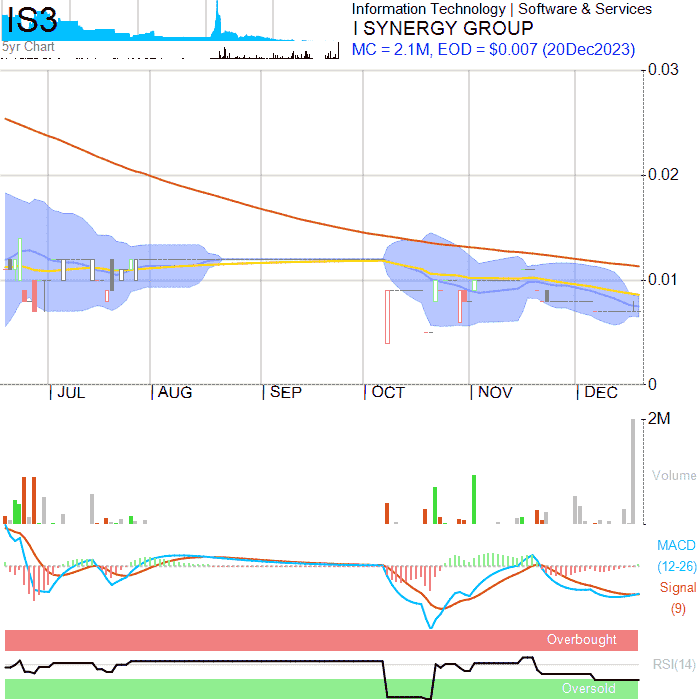 IS3
5yr Chart
Information Technology | Software & Services
I SYNERGY GROUP
MC = 2.1M, EOD = $0.007 (20Dec2023)
0.03
0.02
0.01
0
JUL
AUG
SEP
OCT
NOV
DEC
2M
Volume
MACD
(12-26)
Signal
(9)
Overbought
RSI(14)
Oversold